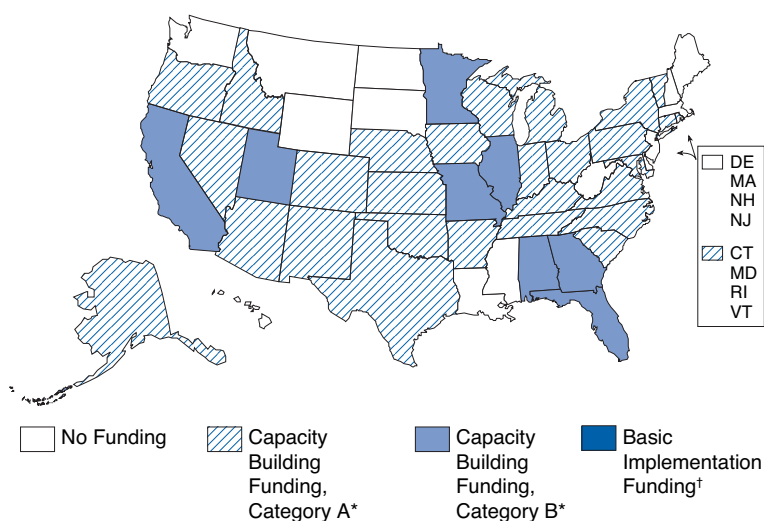 DE
MA
NH
NJ
CT
MD
RI
VT
No Funding
Capacity
Building
Funding,
Category A*
Capacity
Building
Funding,
Category B*
Basic
Implementation
Funding†